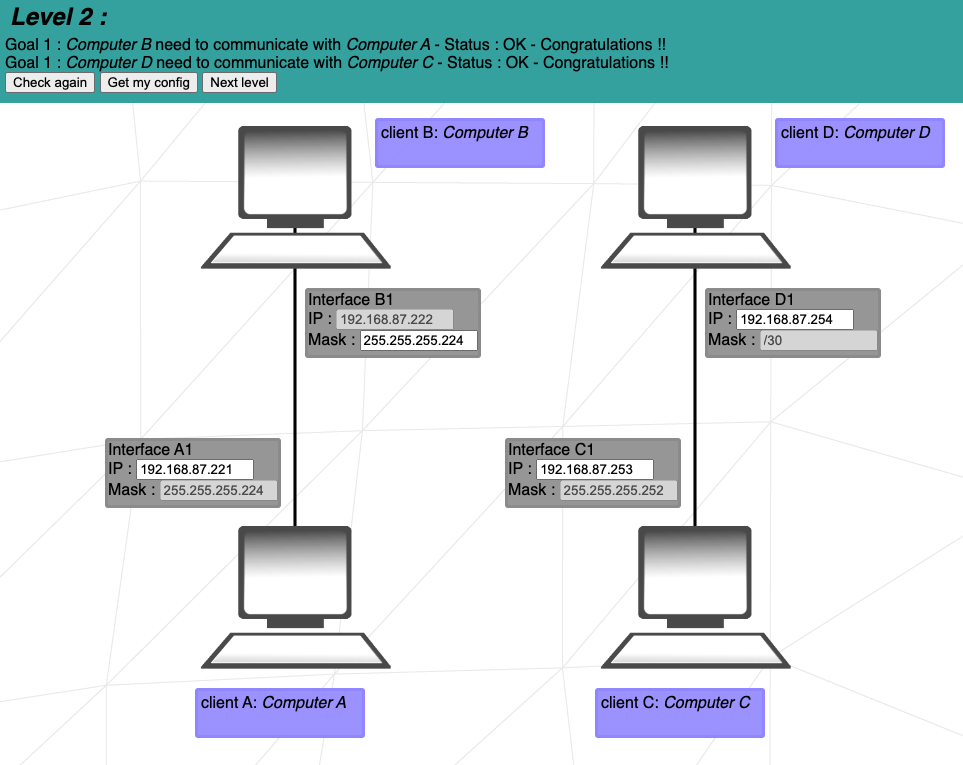 Level 2 :
Goal 1 : Computer B need to communicate with Computer A - Status : OK - Congratulations !!
Goal 1 : Computer D need to communicate with Computer C - Status : OK - Congratulations !!
Check again Get my config Next level
client B: Computer B
client D: Computer D
Interface B1
IP : 192.168.87.222
Mask : 255.255.255.224
Interface D1
IP : 192.168.87.254
Mask : /30
Interface A1
IP : 192.168.87.221
Mask : 255.255.255.224
Interface C1
IP : 192.168.87.253
Mask : 255.255.255.252
client A: Computer A
client C: Computer C